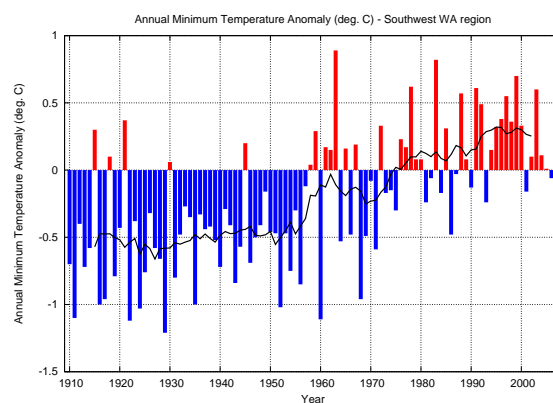 Annual Minimum Temperature Anomaly (deg. C) - Southwest WA region
Annual Minimum Temperature Anomaly (deg. C)
1
0.5
0
-0.5
-1
-1.5
1910 1920 1930 1940 1950 1960 1970 1980 1990 2000
Year